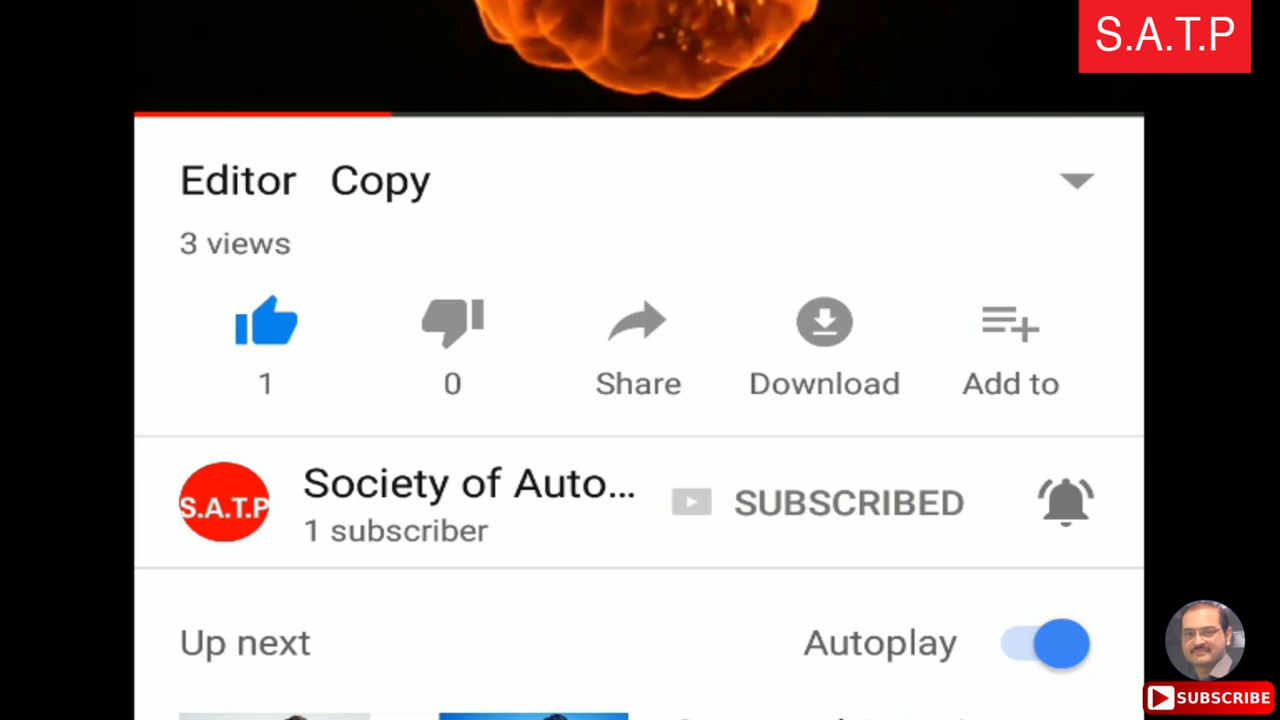 S.A.T.P
Editor Copy
3 views
1
0
Share
Download
Add to
S.A.T.P
Society of Auto...
1 subscriber
SUBSCRIBED
Up next
Autoplay
SUBSCRIBE